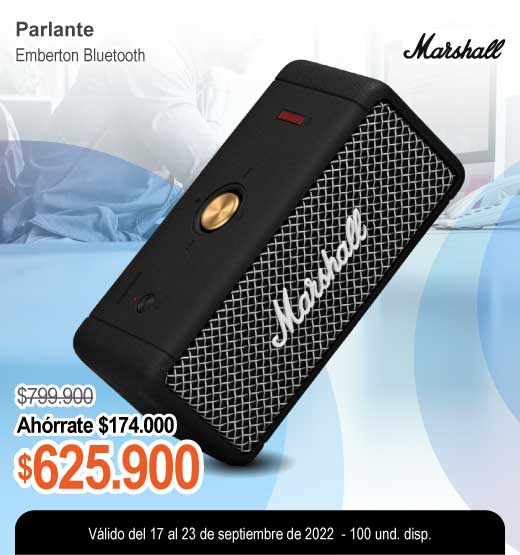 Parlante
Emberton Bluetooth
Marshall
Marshall
$799.900
Ahórrate $174.000
$625.900
Válido del 17 al 23 de septiembre de 2022 - 100 und. disp.